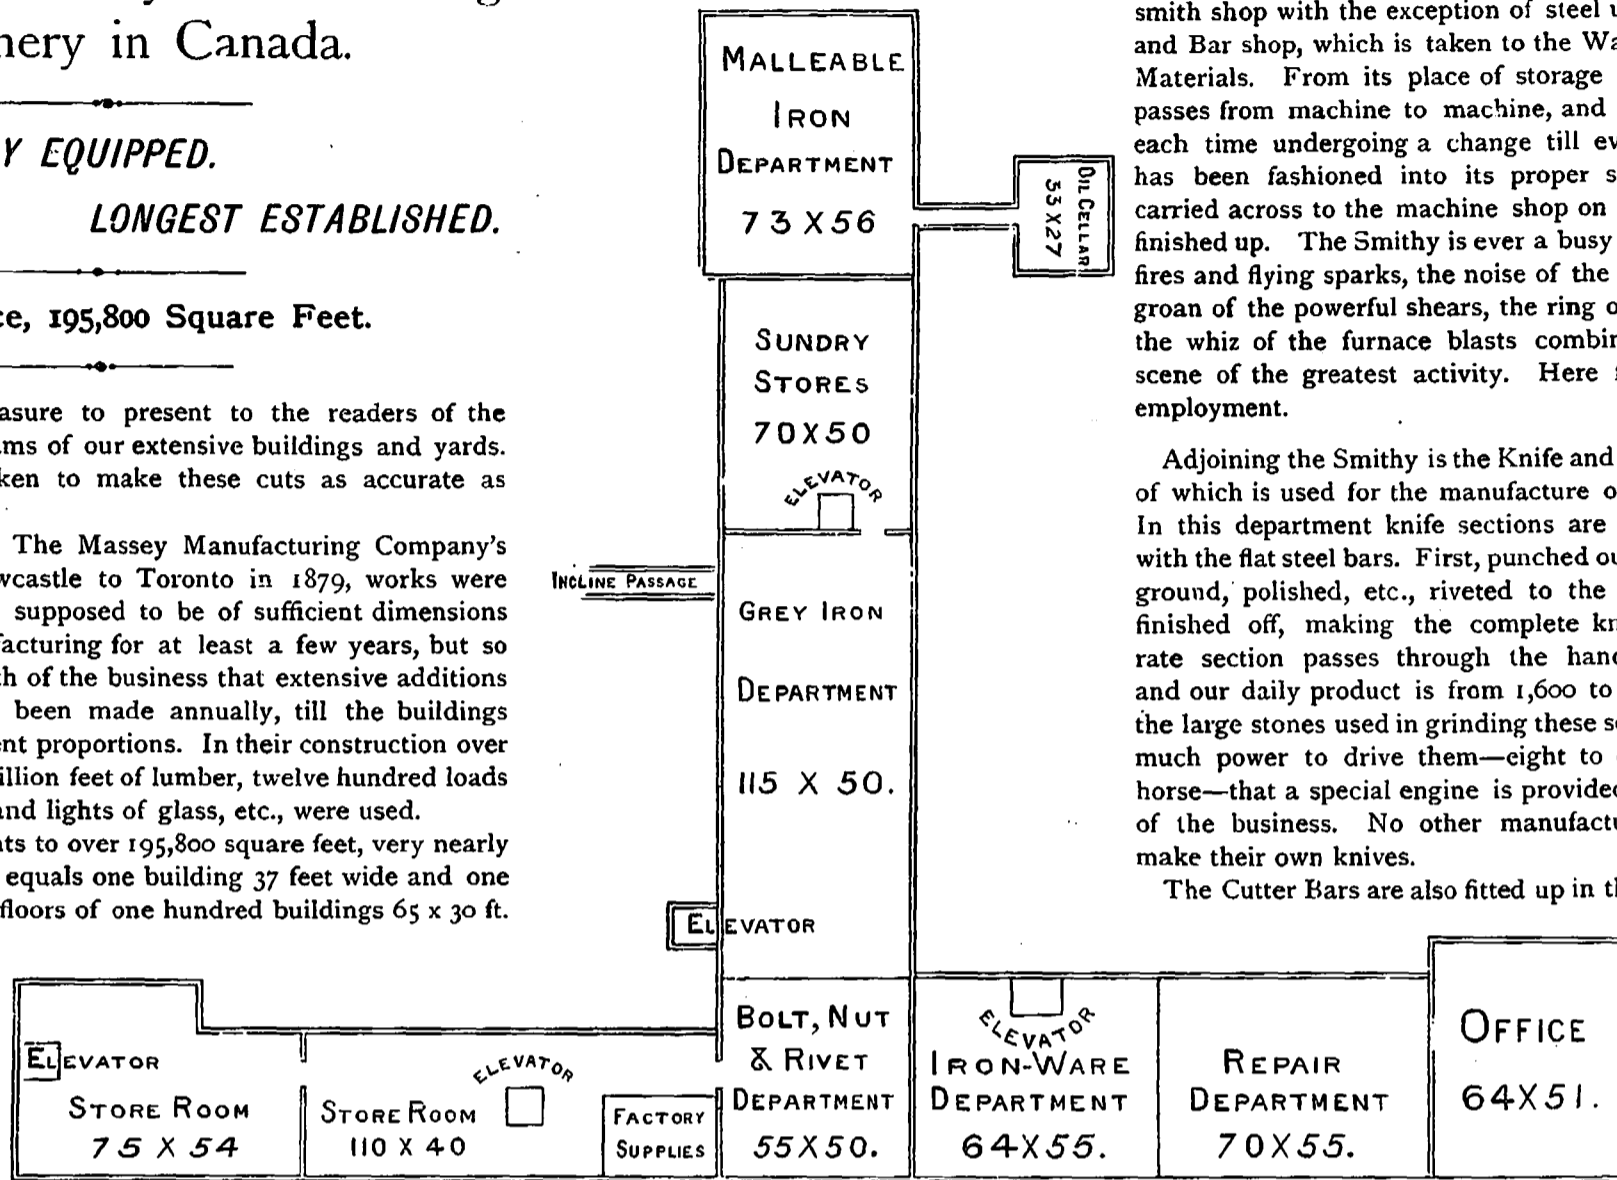 nery in Canada.
Y EQUIPPED.
LONGEST ESTABLISHED.
ce, 195,800 Square Feet.
asure to present to the readers of the
ms of our extensive buildings and yards.
ken to make these cuts as accurate as
The Massey Manufacturing Company's
wcastle to Toronto in 1879, works were
supposed to be of sufficient dimensions
facturing for at least a few years, but so
th of the business that extensive additions
been made annually, till the buildings
ent proportions. In their construction over
illion feet of lumber, twelve hundred loads
and lights of glass, etc., were used.
nts to over 195,800 square feet, very nearly
equals one building 37 feet wide and one
floors of one hundred buildings 65 x 30 ft.
MALLEABLE
IRON
DEPARTMENT
73 X 56
OIL CELLAR
33 X 27
SUNDRY
STORES
70 X 50
ELEVATOR
INCLINE PASSAGE
GREY IRON
DEPARTMENT
115 X 50.
ELEVATOR
ELEVATOR
STORE ROOM
75 X 54
ELEVATOR
STORE ROOM
110 X 40
FACTORY
SUPPLIES
BOLT, NUT
& RIVET
DEPARTMENT
55X50.
ELEVATOR
IRON-WARE
DEPARTMENT
64X55.
REPAIR
DEPARTMENT
70X55.
OFFICE
64X51.
smith shop with the exception of steel
and Bar shop, which is taken to the Wa
Materials. From its place of storage
passes from machine to machine, and
each time undergoing a change till ev
has been fashioned into its proper s
carried across to the machine shop on
finished up. The Smithy is ever a busy
fires and flying sparks, the noise of the
groan of the powerful shears, the ring o
the whiz of the furnace blasts combin
scene of the greatest activity. Here
employment.
Adjoining the Smithy is the Knife and
of which is used for the manufacture o
In this department knife sections are
with the flat steel bars. First, punched ou
ground, polished, etc., riveted to the
finished off, making the complete kn
rate section passes through the hand
and our daily product is from 1,600 to
the large stones used in grinding these se
much power to drive them—eight to
horse—that a special engine is provided
of the business. No other manufactu
make their own knives.
The Cutter Bars are also fitted up in th